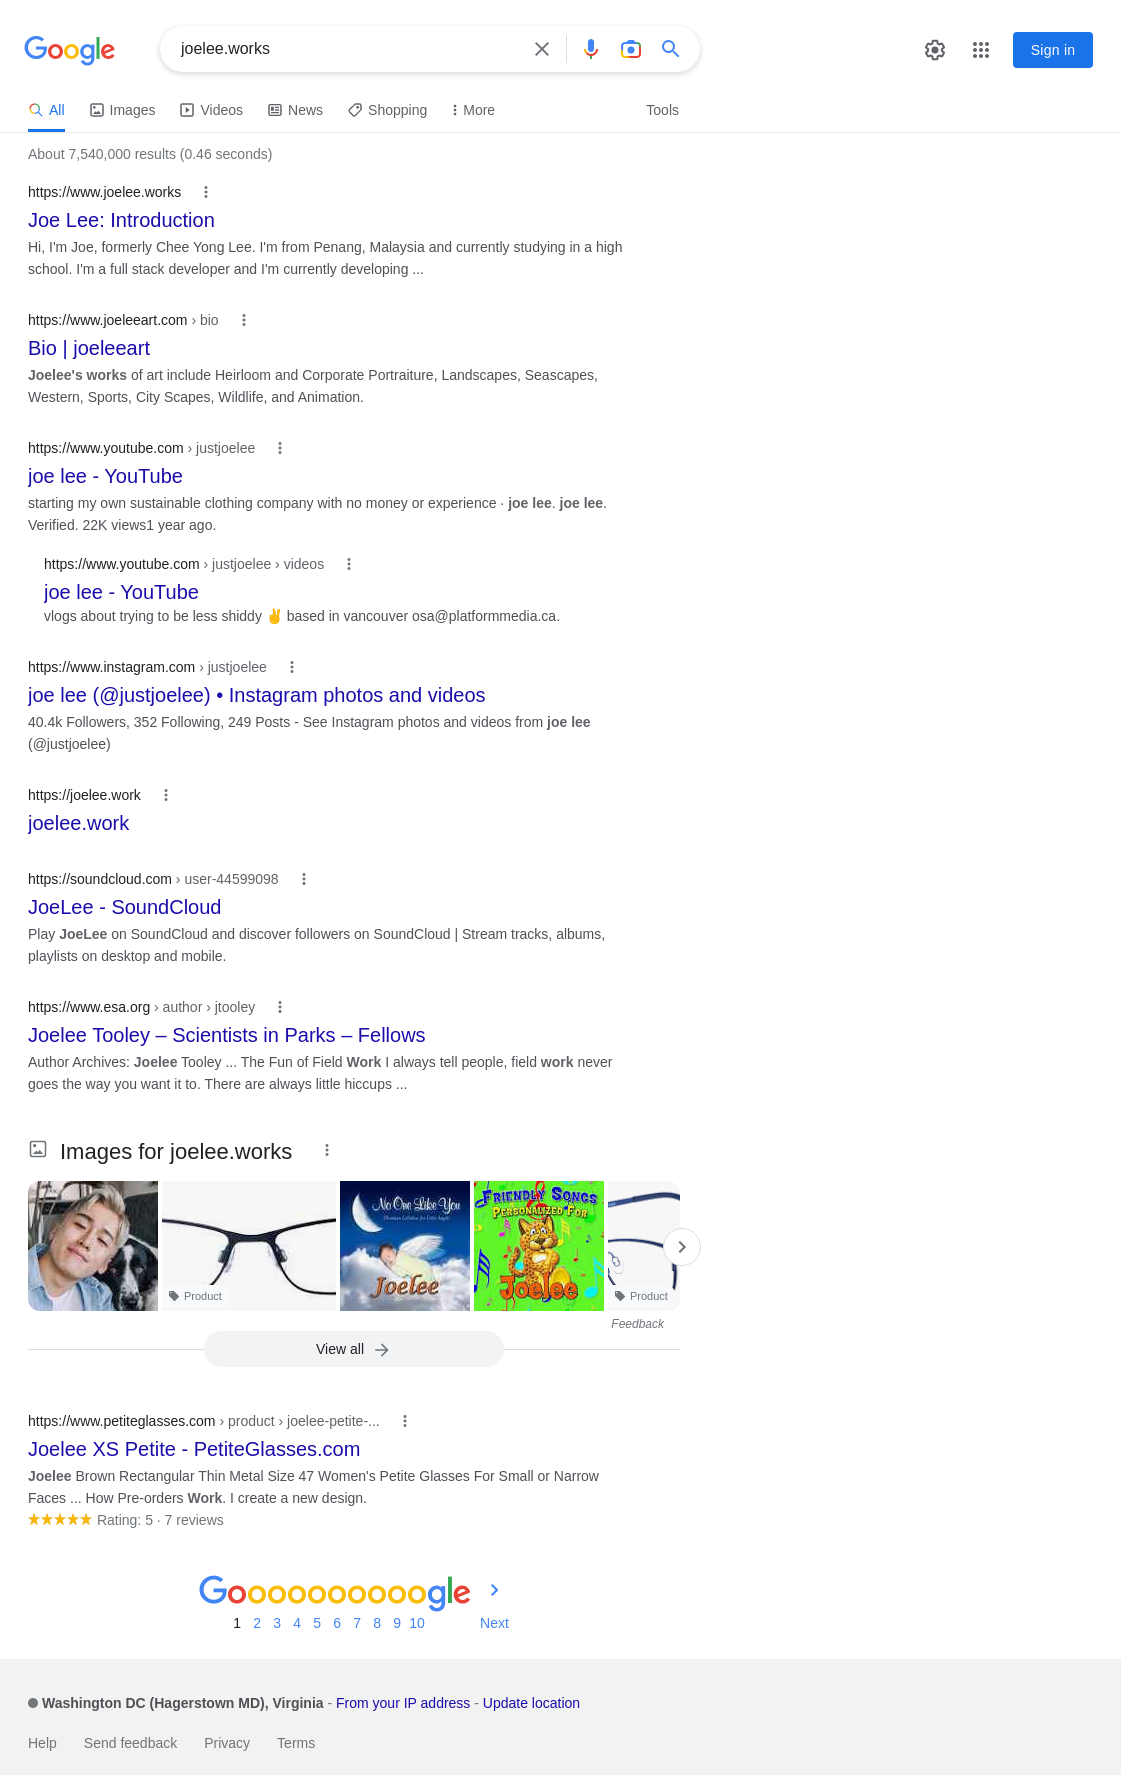 Google
joelee.works
Sign in
All
Images
Videos
News
Shopping
More
Tools
About 7,540,000 results (0.46 seconds)
https://www.joelee.works
Joe Lee: Introduction
Hi, I'm Joe, formerly Chee Yong Lee. I'm from Penang, Malaysia and currently studying in a high
school. I'm a full stack developer and I'm currently developing ...
https://www.joeleeart.com › bio
Bio | joeleeart
Joelee's works of art include Heirloom and Corporate Portraiture, Landscapes, Seascapes,
Western, Sports, City Scapes, Wildlife, and Animation.
https://www.youtube.com › justjoelee
joe lee - YouTube
starting my own sustainable clothing company with no money or experience · joe lee. joe lee.
Verified. 22K views1 year ago.
https://www.youtube.com › justjoelee › videos
joe lee - YouTube
vlogs about trying to be less shiddy ✌️ based in vancouver osa@platformmedia.ca.
https://www.instagram.com › justjoelee
joe lee (@justjoelee) • Instagram photos and videos
40.4k Followers, 352 Following, 249 Posts - See Instagram photos and videos from joe lee
(@justjoelee)
https://joelee.work
joelee.work
https://soundcloud.com › user-44599098
JoeLee - SoundCloud
Play JoeLee on SoundCloud and discover followers on SoundCloud | Stream tracks, albums,
playlists on desktop and mobile.
https://www.esa.org › author › jtooley
Joelee Tooley – Scientists in Parks – Fellows
Author Archives: Joelee Tooley ... The Fun of Field Work I always tell people, field work never
goes the way you want it to. There are always little hiccups ...
Images for joelee.works
Product
No One Like You
Joelee
FRIENDLY SONGS
PERSONALIZED FOR
Joelee
Product
Feedback
View all
https://www.petiteglasses.com › product › joelee-petite-...
Joelee XS Petite - PetiteGlasses.com
Joelee Brown Rectangular Thin Metal Size 47 Women's Petite Glasses For Small or Narrow
Faces ... How Pre-orders Work. I create a new design.
Rating: 5 · 7 reviews
Goooooooooogle
1 2 3 4 5 6 7 8 9 10 Next
Washington DC (Hagerstown MD), Virginia - From your IP address - Update location
Help Send feedback Privacy Terms